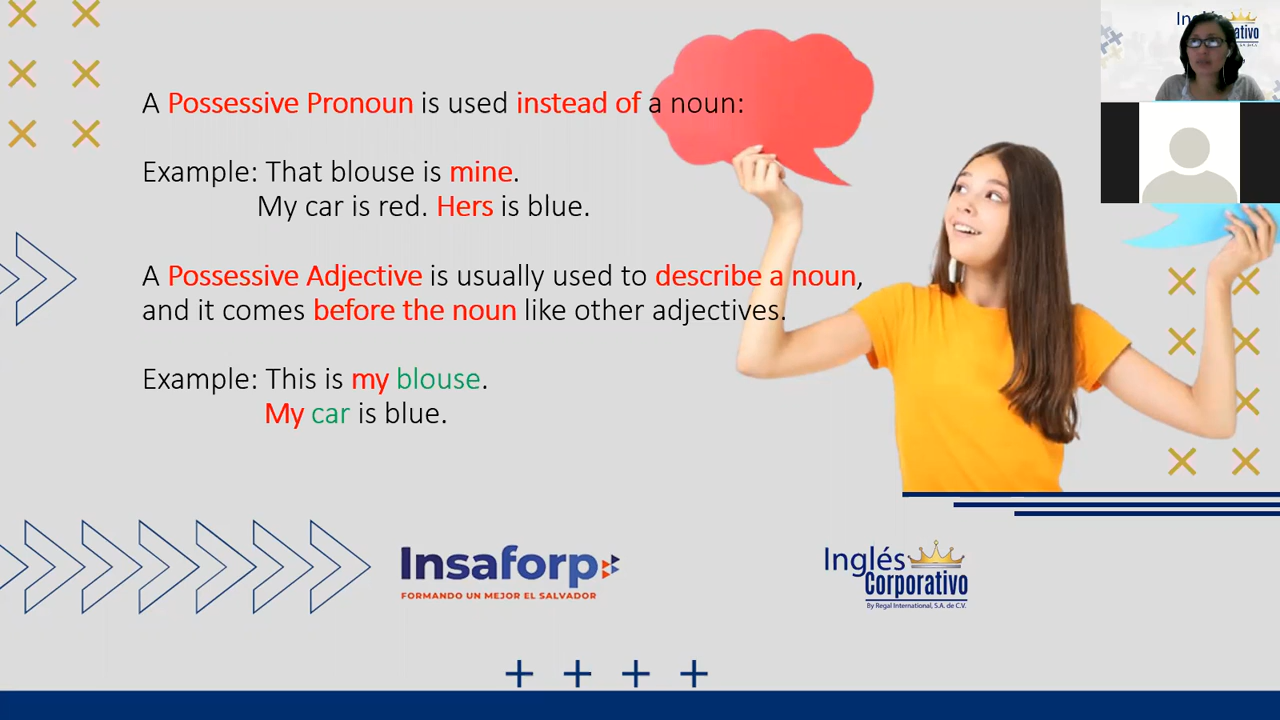 A Possessive Pronoun is used instead of a noun:
Example: That blouse is mine.
My car is red. Hers is blue.
A Possessive Adjective is usually used to describe a noun,
and it comes before the noun like other adjectives.
Example: This is my blouse.
My car is blue.
Insaforp
FORMANDO UN MEJOR EL SALVADOR
Inglés
Corporativo
By Regal International, S.A. de C.V.